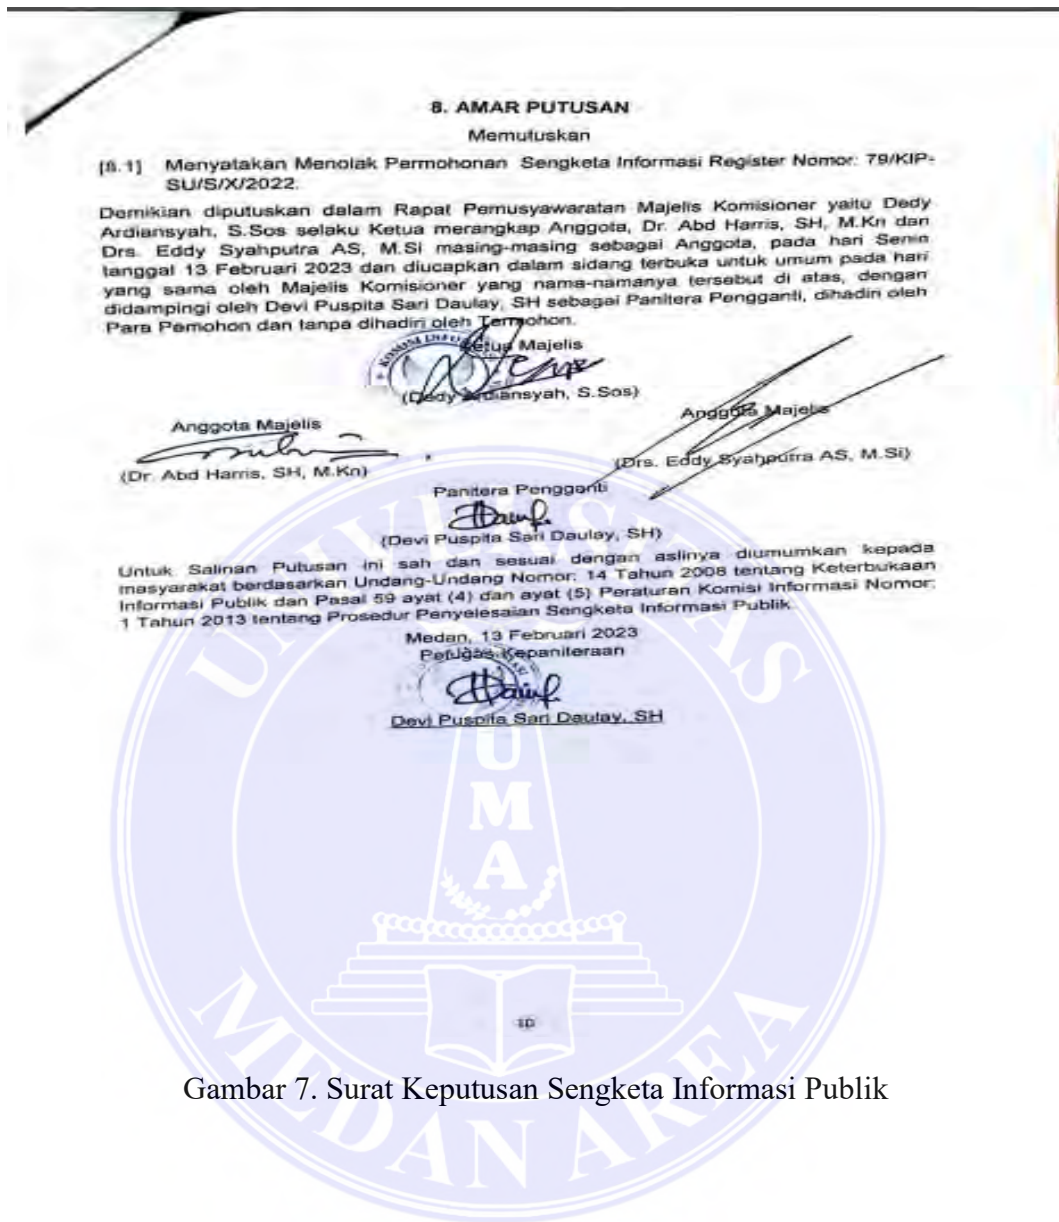 8. AMAR PUTUSAN
Memutuskan
[8.1] Menyatakan Menolak Permohonan Sengketa Informasi Register Nomor: 79/KIP-
SU/S/X/2022.
Demikian diputuskan dalam Rapat Pemusyawaratan Majelis Komisioner yaitu Dedy
Ardiansyah, S.Sos selaku Ketua merangkap Anggota, Dr. Abd Harris, SH, M.Kn dan
Drs. Eddy Syahputra AS, M.Si masing-masing sebagai Anggota, pada hari Senin
tanggal 13 Februari 2023 dan diucapkan dalam sidang terbuka untuk umum pada hari
yang sama oleh Majelis Komisioner yang nama-namanya tersebut di atas, dengan
didampingi oleh Devi Puspita Sari Daulay, SH sebagai Panitera Pengganti, dihadiri oleh
Para Pemohon dan tanpa dihadiri oleh Termohon.
Ketua Majelis
(Dedy Ardiansyah, S.Sos)
Anggota Majelis
Anggota Majelis
(Dr. Abd Harris, SH, M.Kn)
(Drs. Eddy Syahputra AS, M.Si)
Panitera Pengganti
(Devi Puspita Sari Daulay, SH)
Untuk Salinan Putusan ini sah dan sesuai dengan aslinya diumumkan kepada
masyarakat berdasarkan Undang-Undang Nomor: 14 Tahun 2008 tentang Keterbukaan
Informasi Publik dan Pasal 59 ayat (4) dan ayat (5) Peraturan Komisi Informasi Nomor:
1 Tahun 2013 tentang Prosedur Penyelesaian Sengketa Informasi Publik.
Medan, 13 Februari 2023
Petugas Kepaniteraan
Devi Puspita Sari Daulay, SH
UNIVERSITAS
UMA
10
MEDAN AREA
Gambar 7. Surat Keputusan Sengketa Informasi Publik